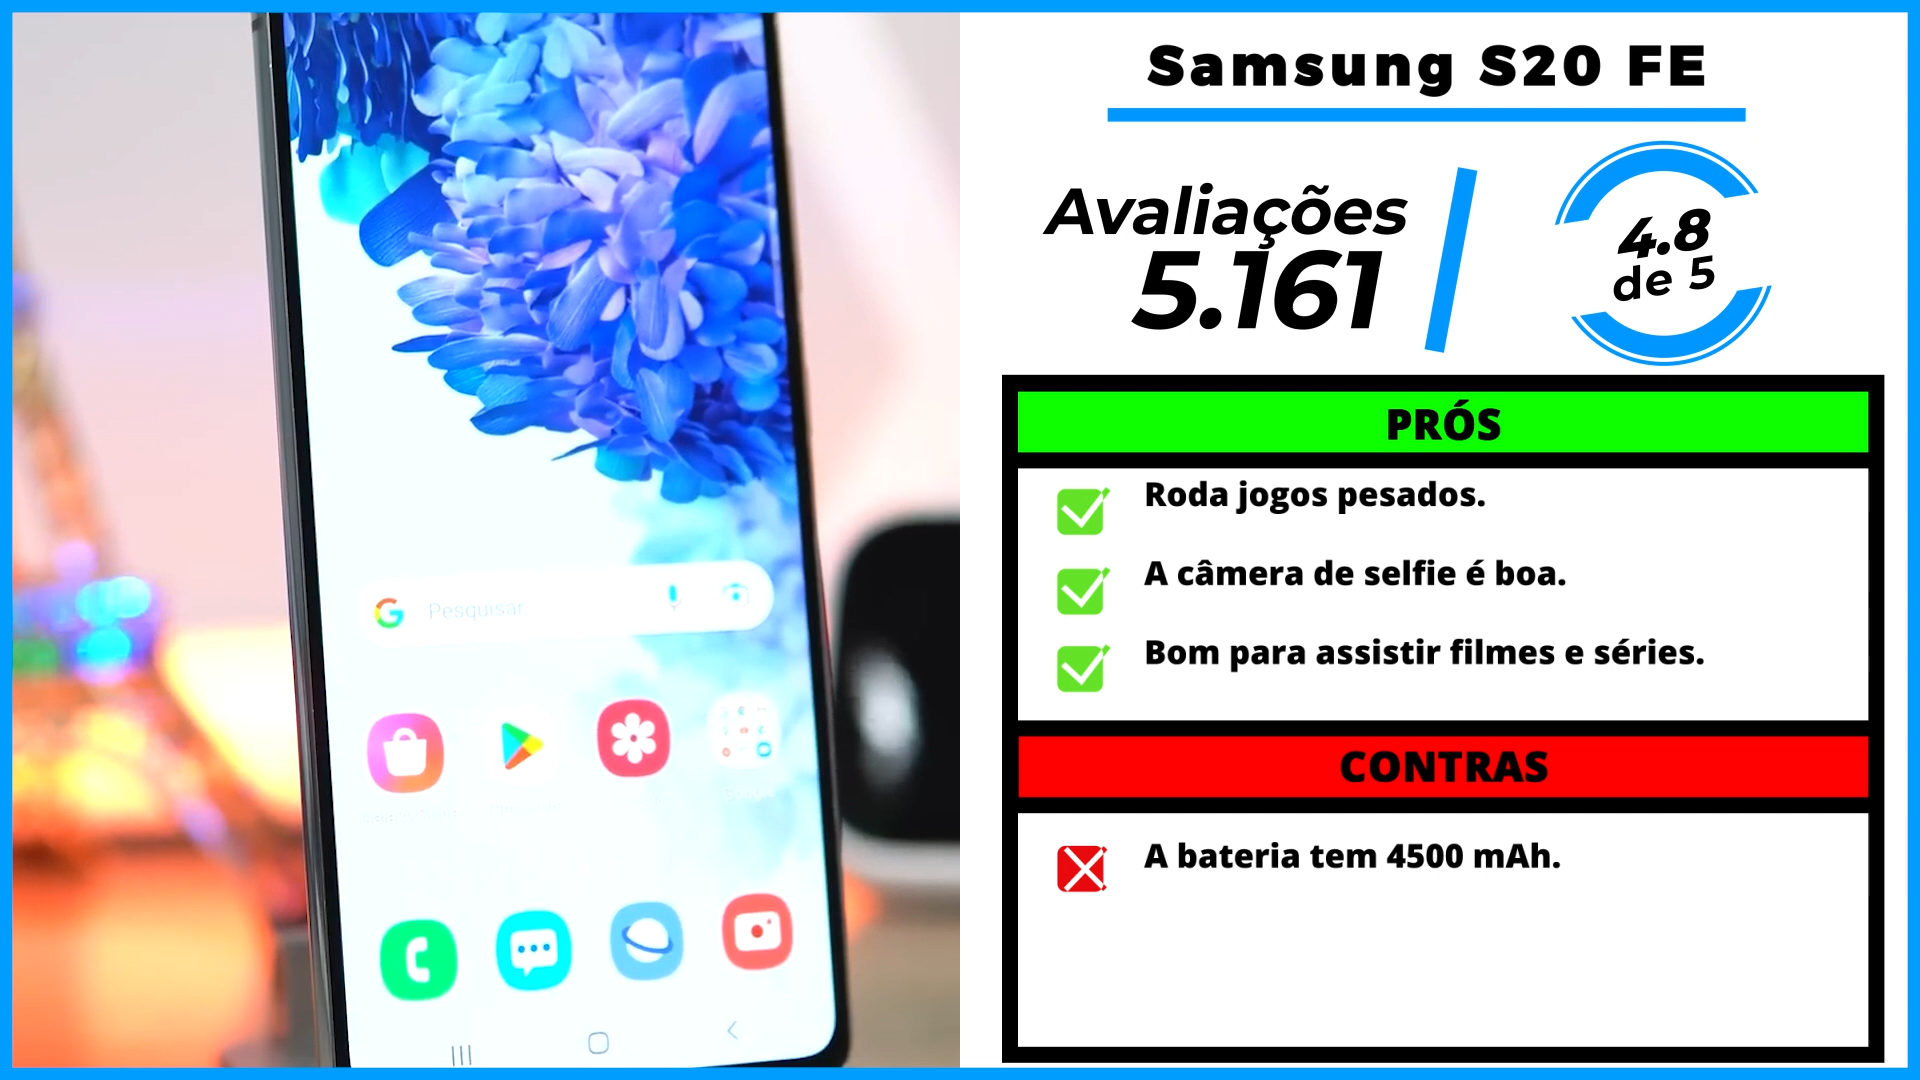 Samsung S20 FE
Avaliações
5.161
4.8
de 5
PRÓS
Roda jogos pesados.
A câmera de selfie é boa.
Bom para assistir filmes e séries.
CONTRAS
A bateria tem 4500 mAh.
Pesquisar
Google